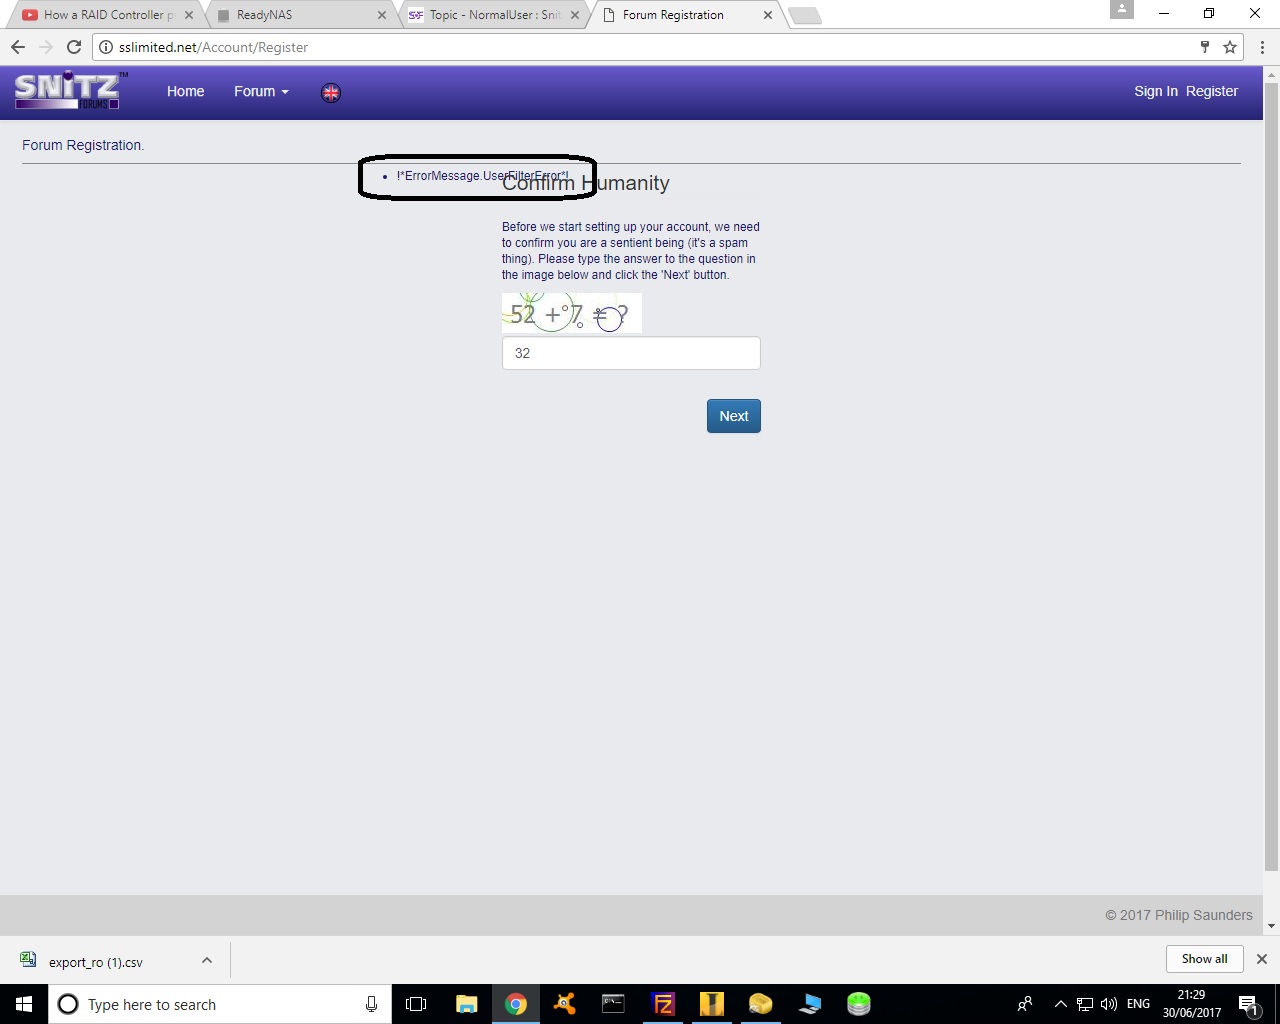 How a RAID Controller p
ReadyNAS
Topic - NormalUser : Snit
Forum Registration
sslimited.net/Account/Register
SNiTZ™
FORUMS
Home
Forum
Sign In Register
Forum Registration.
!*ErrorMessage.UserFilterError*!
Confirm Humanity
Before we start setting up your account, we need
to confirm you are a sentient being (it's a spam
thing). Please type the answer to the question in
the image below and click the 'Next' button.
52 + 7 = ?
32
Next
© 2017 Philip Saunders
export_ro (1).csv
Show all
Type here to search
ENG
21:29
30/06/2017
1